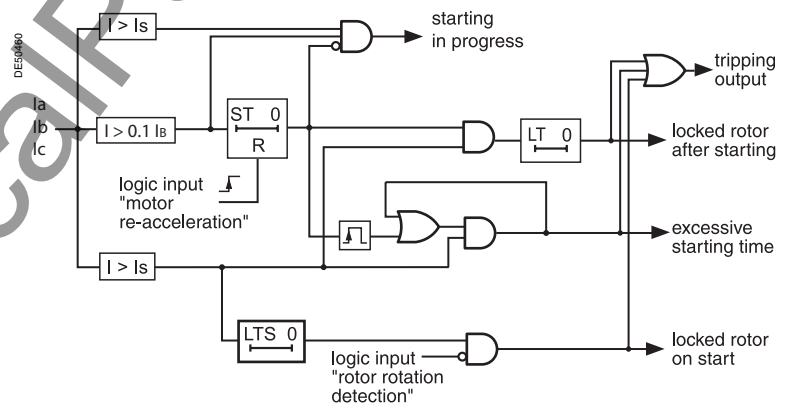 I > Is
starting
in progress
DE50460
Ia
Ib
Ic
I > 0.1 IB
ST 0
R
logic input
"motor
re-acceleration"
LT 0
tripping
output
locked rotor
after starting
excessive
starting time
I > Is
LTS 0
logic input
"rotor rotation
detection"
locked rotor
on start